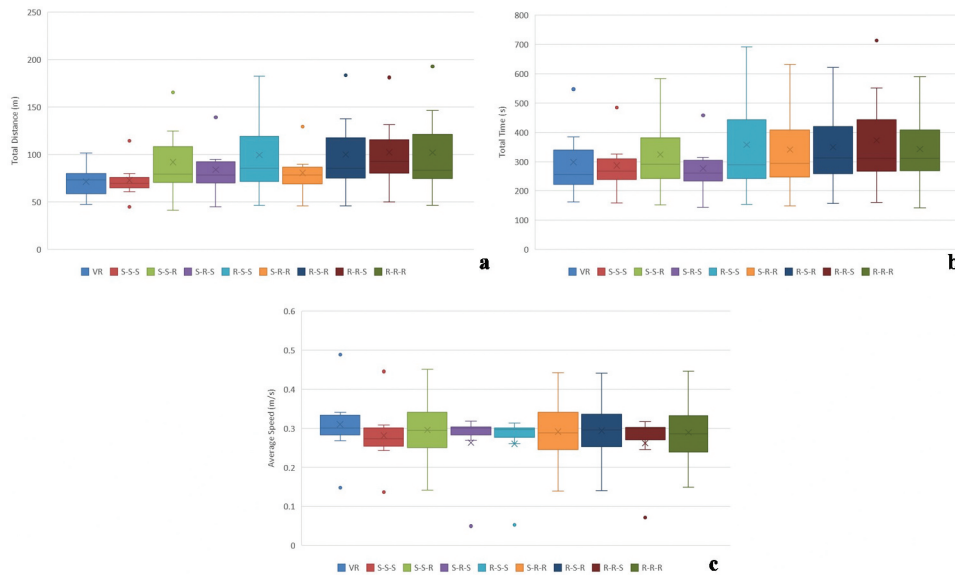 250
200
150
100
50
0
Total Distance (m)
VR S-S-S S-S-R S-R-S R-S-S S-R-R R-S-R R-R-S R-R-R
a
800
700
600
500
400
300
200
100
0
Total Time (s)
VR S-S-S S-S-R S-R-S R-S-S S-R-R R-S-R R-R-S R-R-R
b
0.6
0.5
0.4
0.3
0.2
0.1
0
Average Speed (m/s)
VR S-S-S S-S-R S-R-S R-S-S S-R-R R-S-R R-R-S R-R-R
c